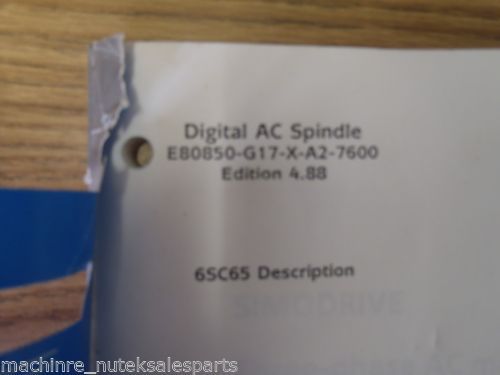 Digital AC Spindle
E80850-G17-X-A2-7600
Edition 4.88
6SC65 Description
SIMODRIVE
machinre_nuteksalesparts